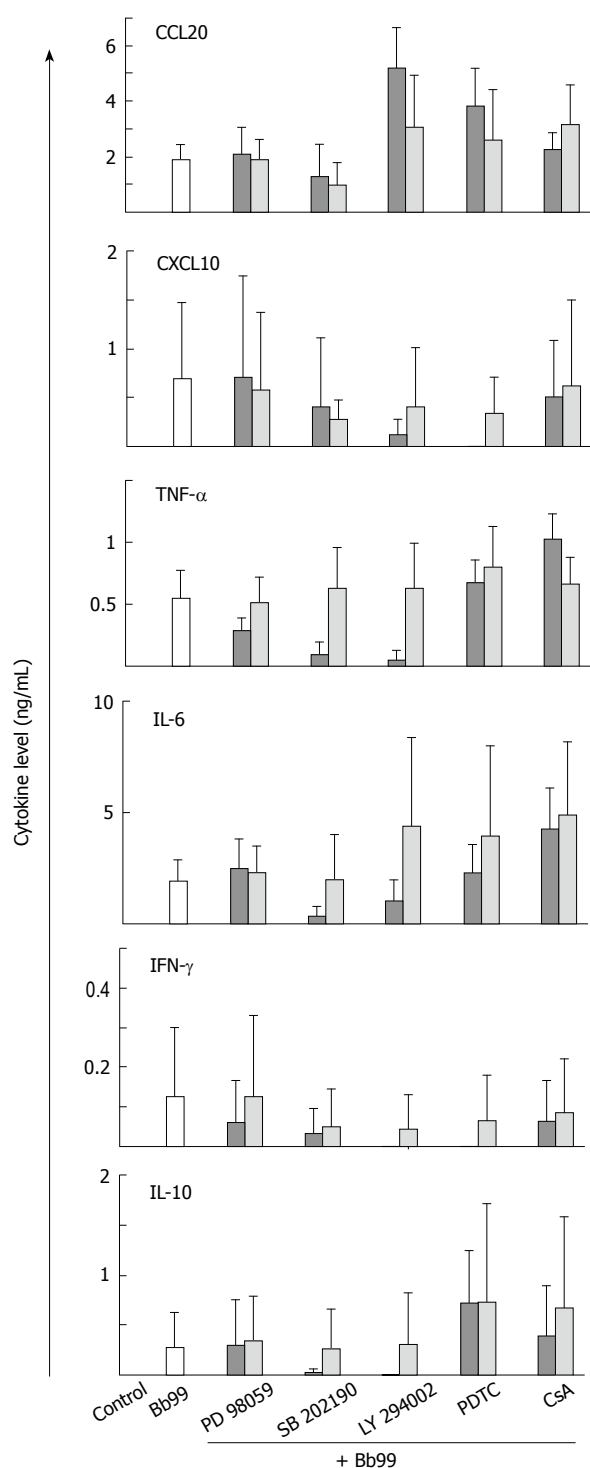 CCL20
6
4
2
CXCL10
2
1
TNF-α
1
0.5
IL-6
10
5
IFN-γ
0.4
0.2
IL-10
2
1
Cytokine level (ng/mL)
Control
Bb99
PD 98059
SB 202190
LY 294002
PDTC
CsA
+ Bb99